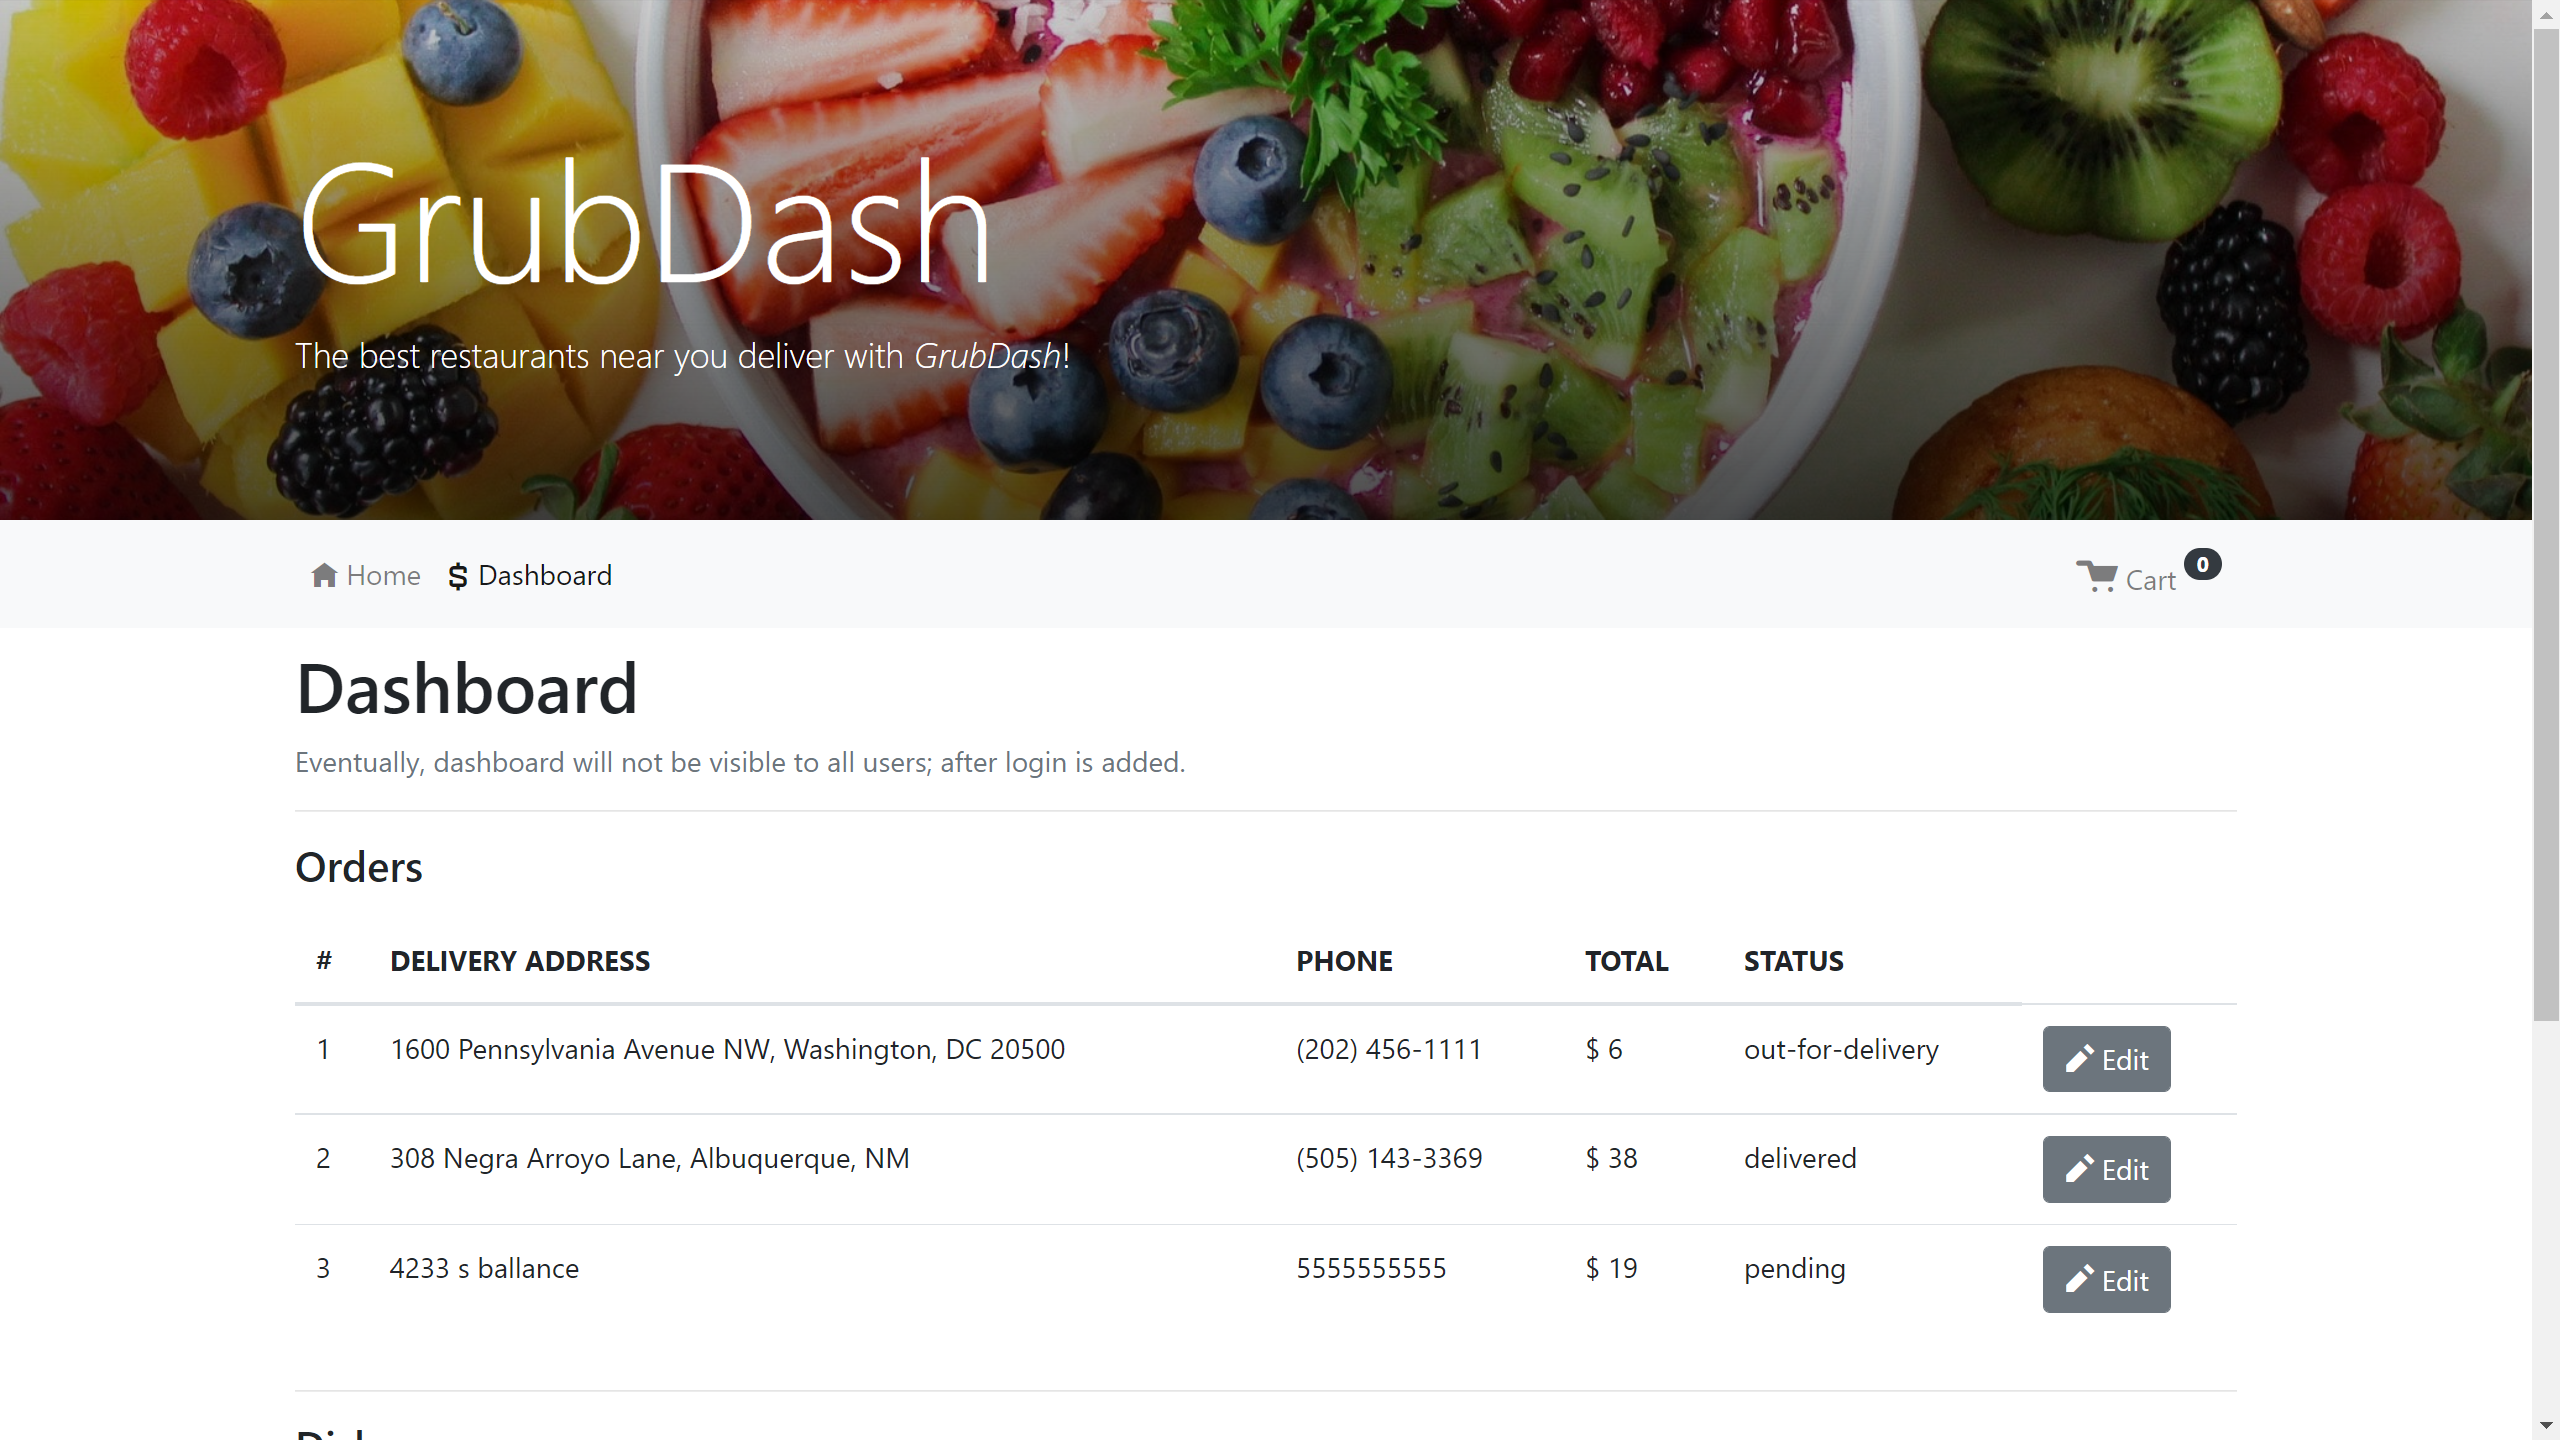 GrubDash
The best restaurants near you deliver with GrubDash!
Home Dashboard Cart 0
Dashboard
Eventually, dashboard will not be visible to all users; after login is added.
Orders
# DELIVERY ADDRESS PHONE TOTAL STATUS
1 1600 Pennsylvania Avenue NW, Washington, DC 20500 (202) 456-1111 $ 6 out-for-delivery Edit
2 308 Negra Arroyo Lane, Albuquerque, NM (505) 143-3369 $ 38 delivered Edit
3 4233 s ballance 5555555555 $ 19 pending Edit